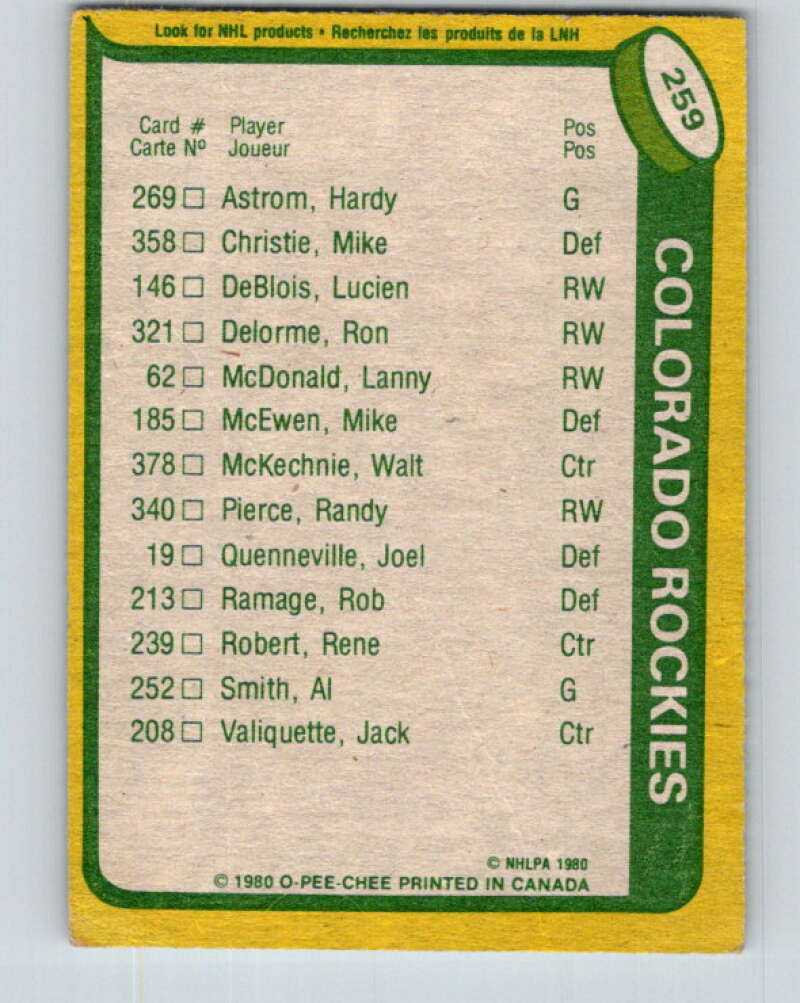 Look for NHL products • Recherchez les produits de la LNH
259
Card # Player Pos
Carte Nº Joueur Pos
269 □ Astrom, Hardy G
358 □ Christie, Mike Def
146 □ DeBlois, Lucien RW
321 □ Delorme, Ron RW
62 □ McDonald, Lanny RW
185 □ McEwen, Mike Def
378 □ McKechnie, Walt Ctr
340 □ Pierce, Randy RW
19 □ Quenneville, Joel Def
213 □ Ramage, Rob Def
239 □ Robert, Rene Ctr
252 □ Smith, Al G
208 □ Valiquette, Jack Ctr
COLORADO ROCKIES
© NHLPA 1980
© 1980 O-PEE-CHEE PRINTED IN CANADA